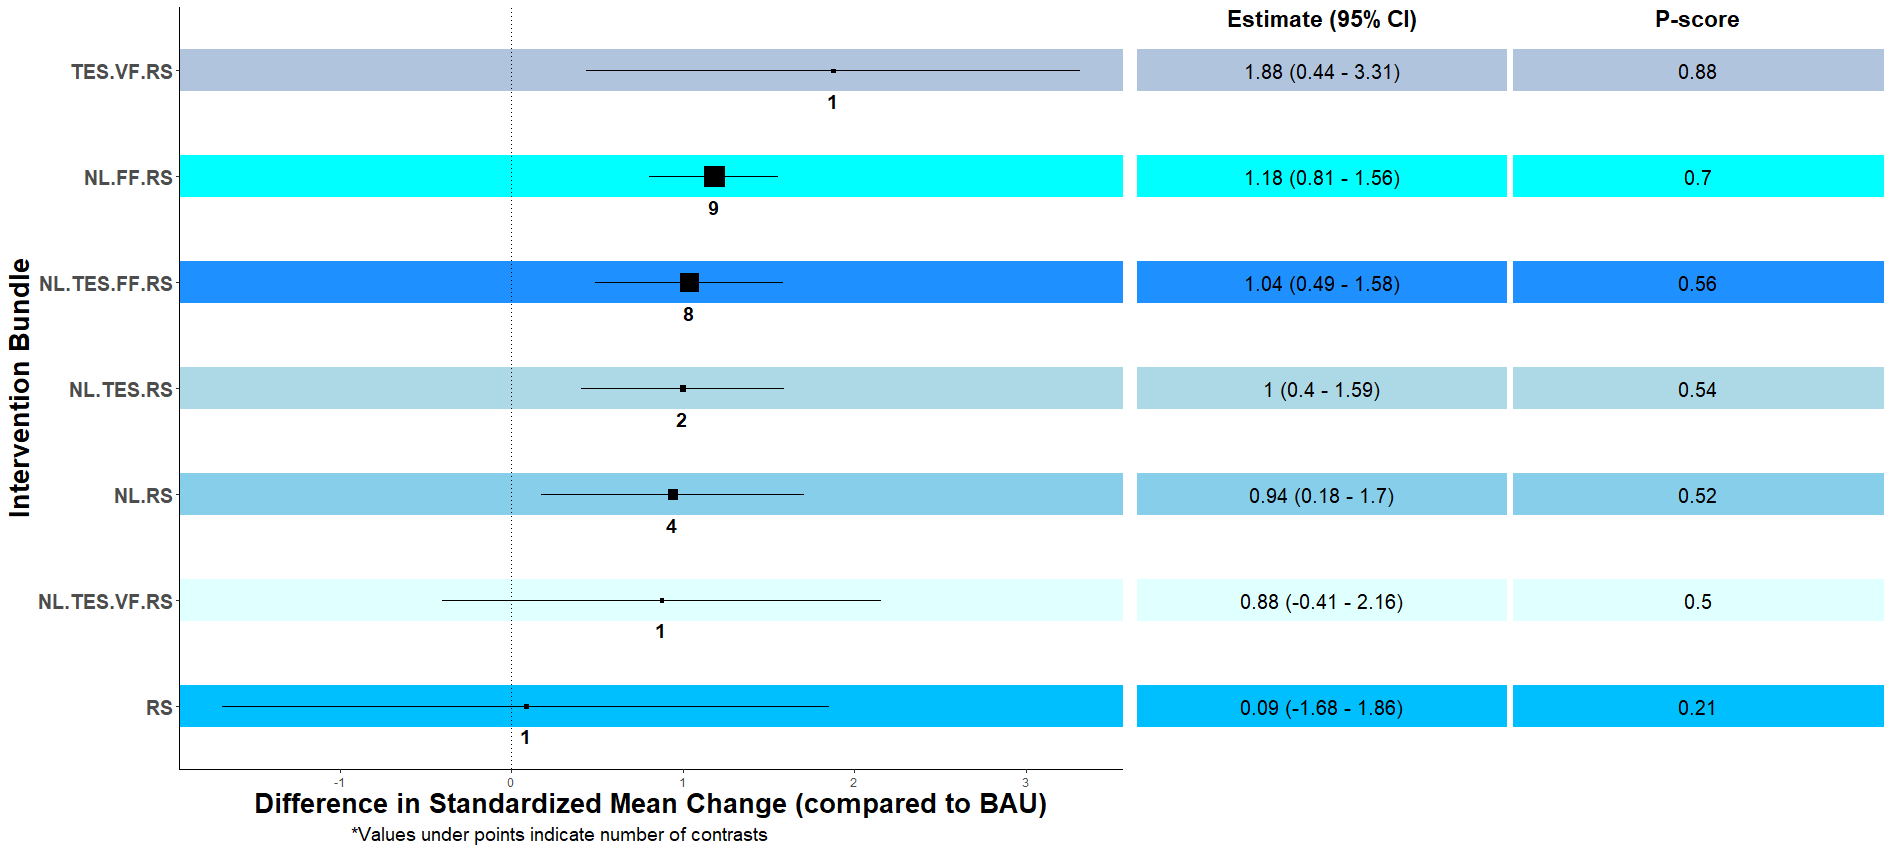 Estimate (95% CI) P-score
TES.VF.RS 1.88 (0.44 - 3.31) 0.88
1
NL.FF.RS 1.18 (0.81 - 1.56) 0.7
9
NL.TES.FF.RS 1.04 (0.49 - 1.58) 0.56
8
NL.TES.RS 1 (0.4 - 1.59) 0.54
2
NL.RS 0.94 (0.18 - 1.7) 0.52
4
NL.TES.VF.RS 0.88 (-0.41 - 2.16) 0.5
1
RS 0.09 (-1.68 - 1.86) 0.21
1
Intervention Bundle
-1 0 1 2 3
Difference in Standardized Mean Change (compared to BAU)
*Values under points indicate number of contrasts